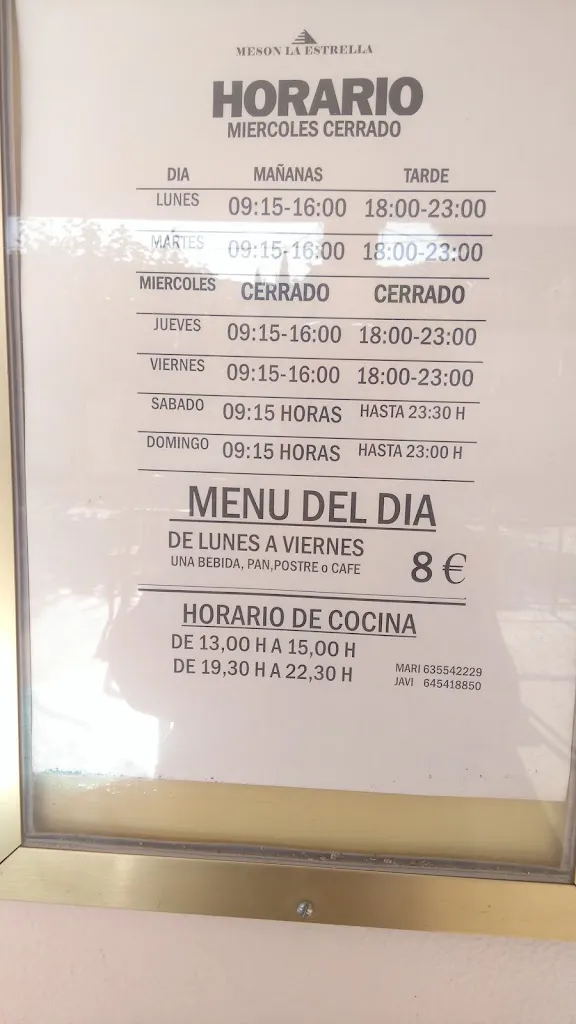 MESON LA ESTRELLA
HORARIO
MIERCOLES CERRADO
DIA MAÑANAS TARDE
LUNES 09:15-16:00 18:00-23:00
MARTES 09:15-16:00 18:00-23:00
MIERCOLES CERRADO CERRADO
JUEVES 09:15-16:00 18:00-23:00
VIERNES 09:15-16:00 18:00-23:00
SABADO 09:15 HORAS HASTA 23:30 H
DOMINGO 09:15 HORAS HASTA 23:00 H
MENU DEL DIA
DE LUNES A VIERNES 8 €
UNA BEBIDA, PAN,POSTRE o CAFE
HORARIO DE COCINA
DE 13,00 H A 15,00 H
DE 19,30 H A 22,30 H
MARI 635542229
JAVI 645418850